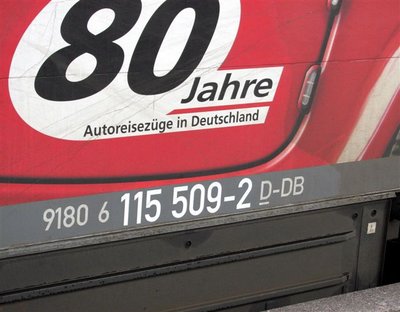 80
Jahre
Autoreisezüge in Deutschland
9180 6 115 509-2 D-DB